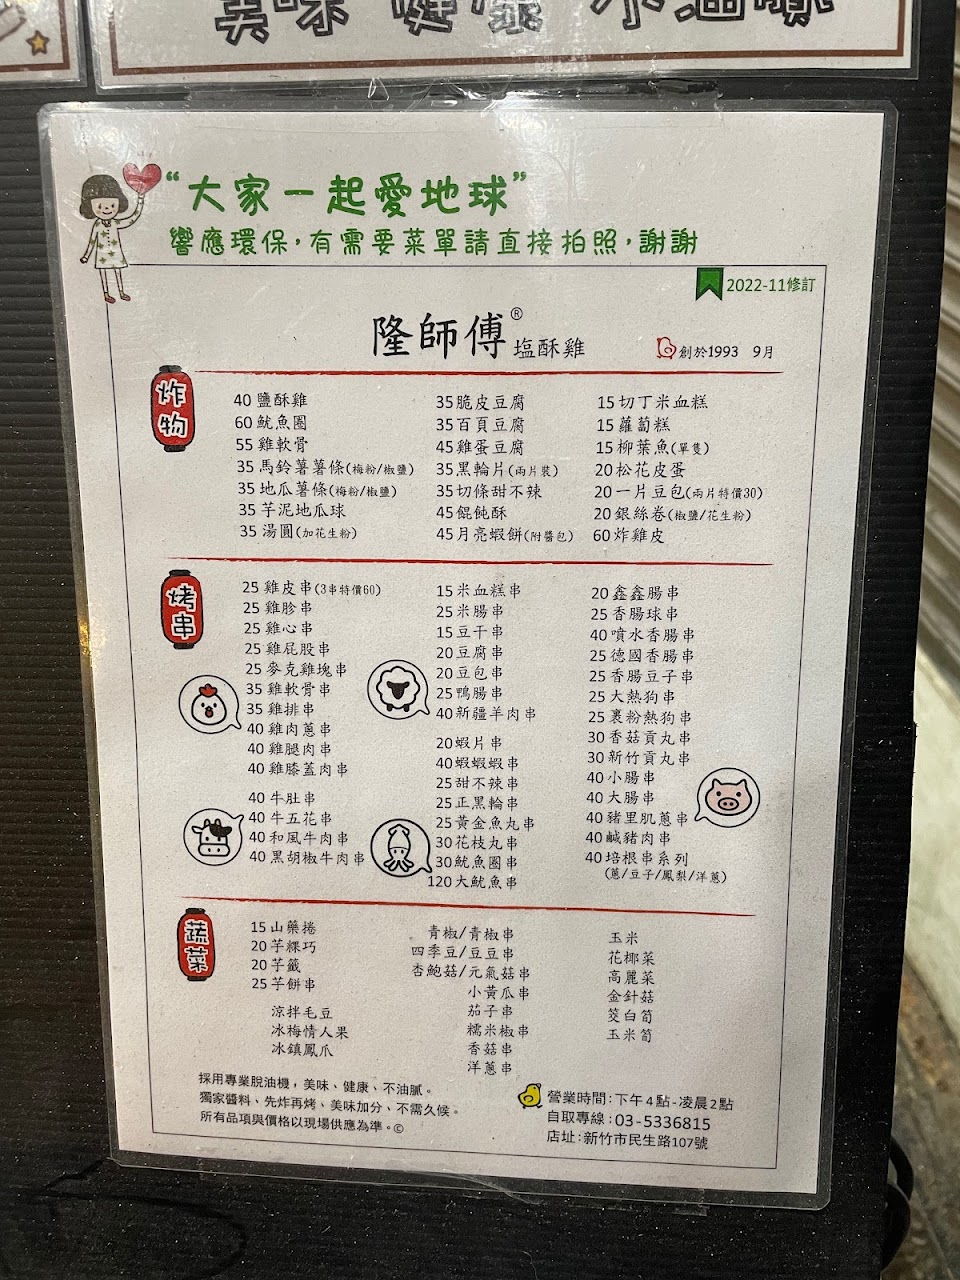 美味 健康 不油膩
“大家一起愛地球”
響應環保,有需要菜單請直接拍照,謝謝
2022-11修訂
隆師傅® 塩酥雞
創於1993 9月
炸物
40 鹽酥雞
60 魷魚圈
55 雞軟骨
35 馬鈴薯薯條(梅粉/椒鹽)
35 地瓜薯條(梅粉/椒鹽)
35 芋泥地瓜球
35 湯圓(加花生粉)
35 脆皮豆腐
35 百頁豆腐
45 雞蛋豆腐
35 黑輪片(兩片裝)
35 切條甜不辣
45 餛飩酥
45 月亮蝦餅(附醬包)
15 切丁米血糕
15 蘿蔔糕
15 柳葉魚(單隻)
20 松花皮蛋
20 一片豆包(兩片特價30)
20 銀絲卷(椒鹽/花生粉)
60 炸雞皮
烤串
25 雞皮串(3串特價60)
25 雞胗串
25 雞心串
25 雞屁股串
25 麥克雞塊串
35 雞軟骨串
35 雞排串
40 雞肉蔥串
40 雞腿肉串
40 雞膝蓋肉串
40 牛肚串
40 牛五花串
40 和風牛肉串
40 黑胡椒牛肉串
15 米血糕串
25 米腸串
15 豆干串
20 豆腐串
20 豆包串
25 鴨腸串
40 新疆羊肉串
20 蝦片串
40 蝦蝦蝦串
25 甜不辣串
25 正黑輪串
25 黃金魚丸串
30 花枝丸串
30 魷魚圈串
120 大魷魚串
20 鑫鑫腸串
25 香腸球串
40 噴水香腸串
25 德國香腸串
25 香腸豆子串
25 大熱狗串
25 裹粉熱狗串
30 香菇貢丸串
30 新竹貢丸串
40 小腸串
40 大腸串
40 豬里肌蔥串
40 鹹豬肉串
40 培根串系列
(蔥/豆子/鳳梨/洋蔥)
蔬菜
15 山藥捲
20 芋粿巧
20 芋籤
25 芋餅串
涼拌毛豆
冰梅情人果
冰鎮鳳爪
青椒/青椒串
四季豆/豆豆串
杏鮑菇/元氣菇串
小黃瓜串
茄子串
糯米椒串
香菇串
洋蔥串
玉米
花椰菜
高麗菜
金針菇
筊白筍
玉米筍
採用專業脫油機,美味、健康、不油膩。
獨家醬料、先炸再烤、美味加分、不需久候。
所有品項與價格以現場供應為準。©
營業時間:下午4點-凌晨2點
自取專線:03-5336815
店址:新竹市民生路107號